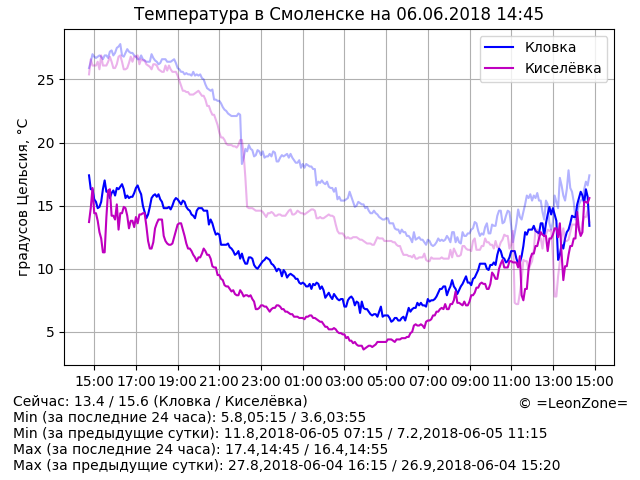 Температура в Смоленске на 06.06.2018 14:45
Кловка
Киселёвка
градусов Цельсия, °C
25
20
15
10
5
15:00 17:00 19:00 21:00 23:00 01:00 03:00 05:00 07:00 09:00 11:00 13:00 15:00
Сейчас: 13.4 / 15.6 (Кловка / Киселёвка)
© =LeonZone=
Min (за последние 24 часа): 5.8,05:15 / 3.6,03:55
Min (за предыдущие сутки): 11.8,2018-06-05 07:15 / 7.2,2018-06-05 11:15
Max (за последние 24 часа): 17.4,14:45 / 16.4,14:55
Max (за предыдущие сутки): 27.8,2018-06-04 16:15 / 26.9,2018-06-04 15:20